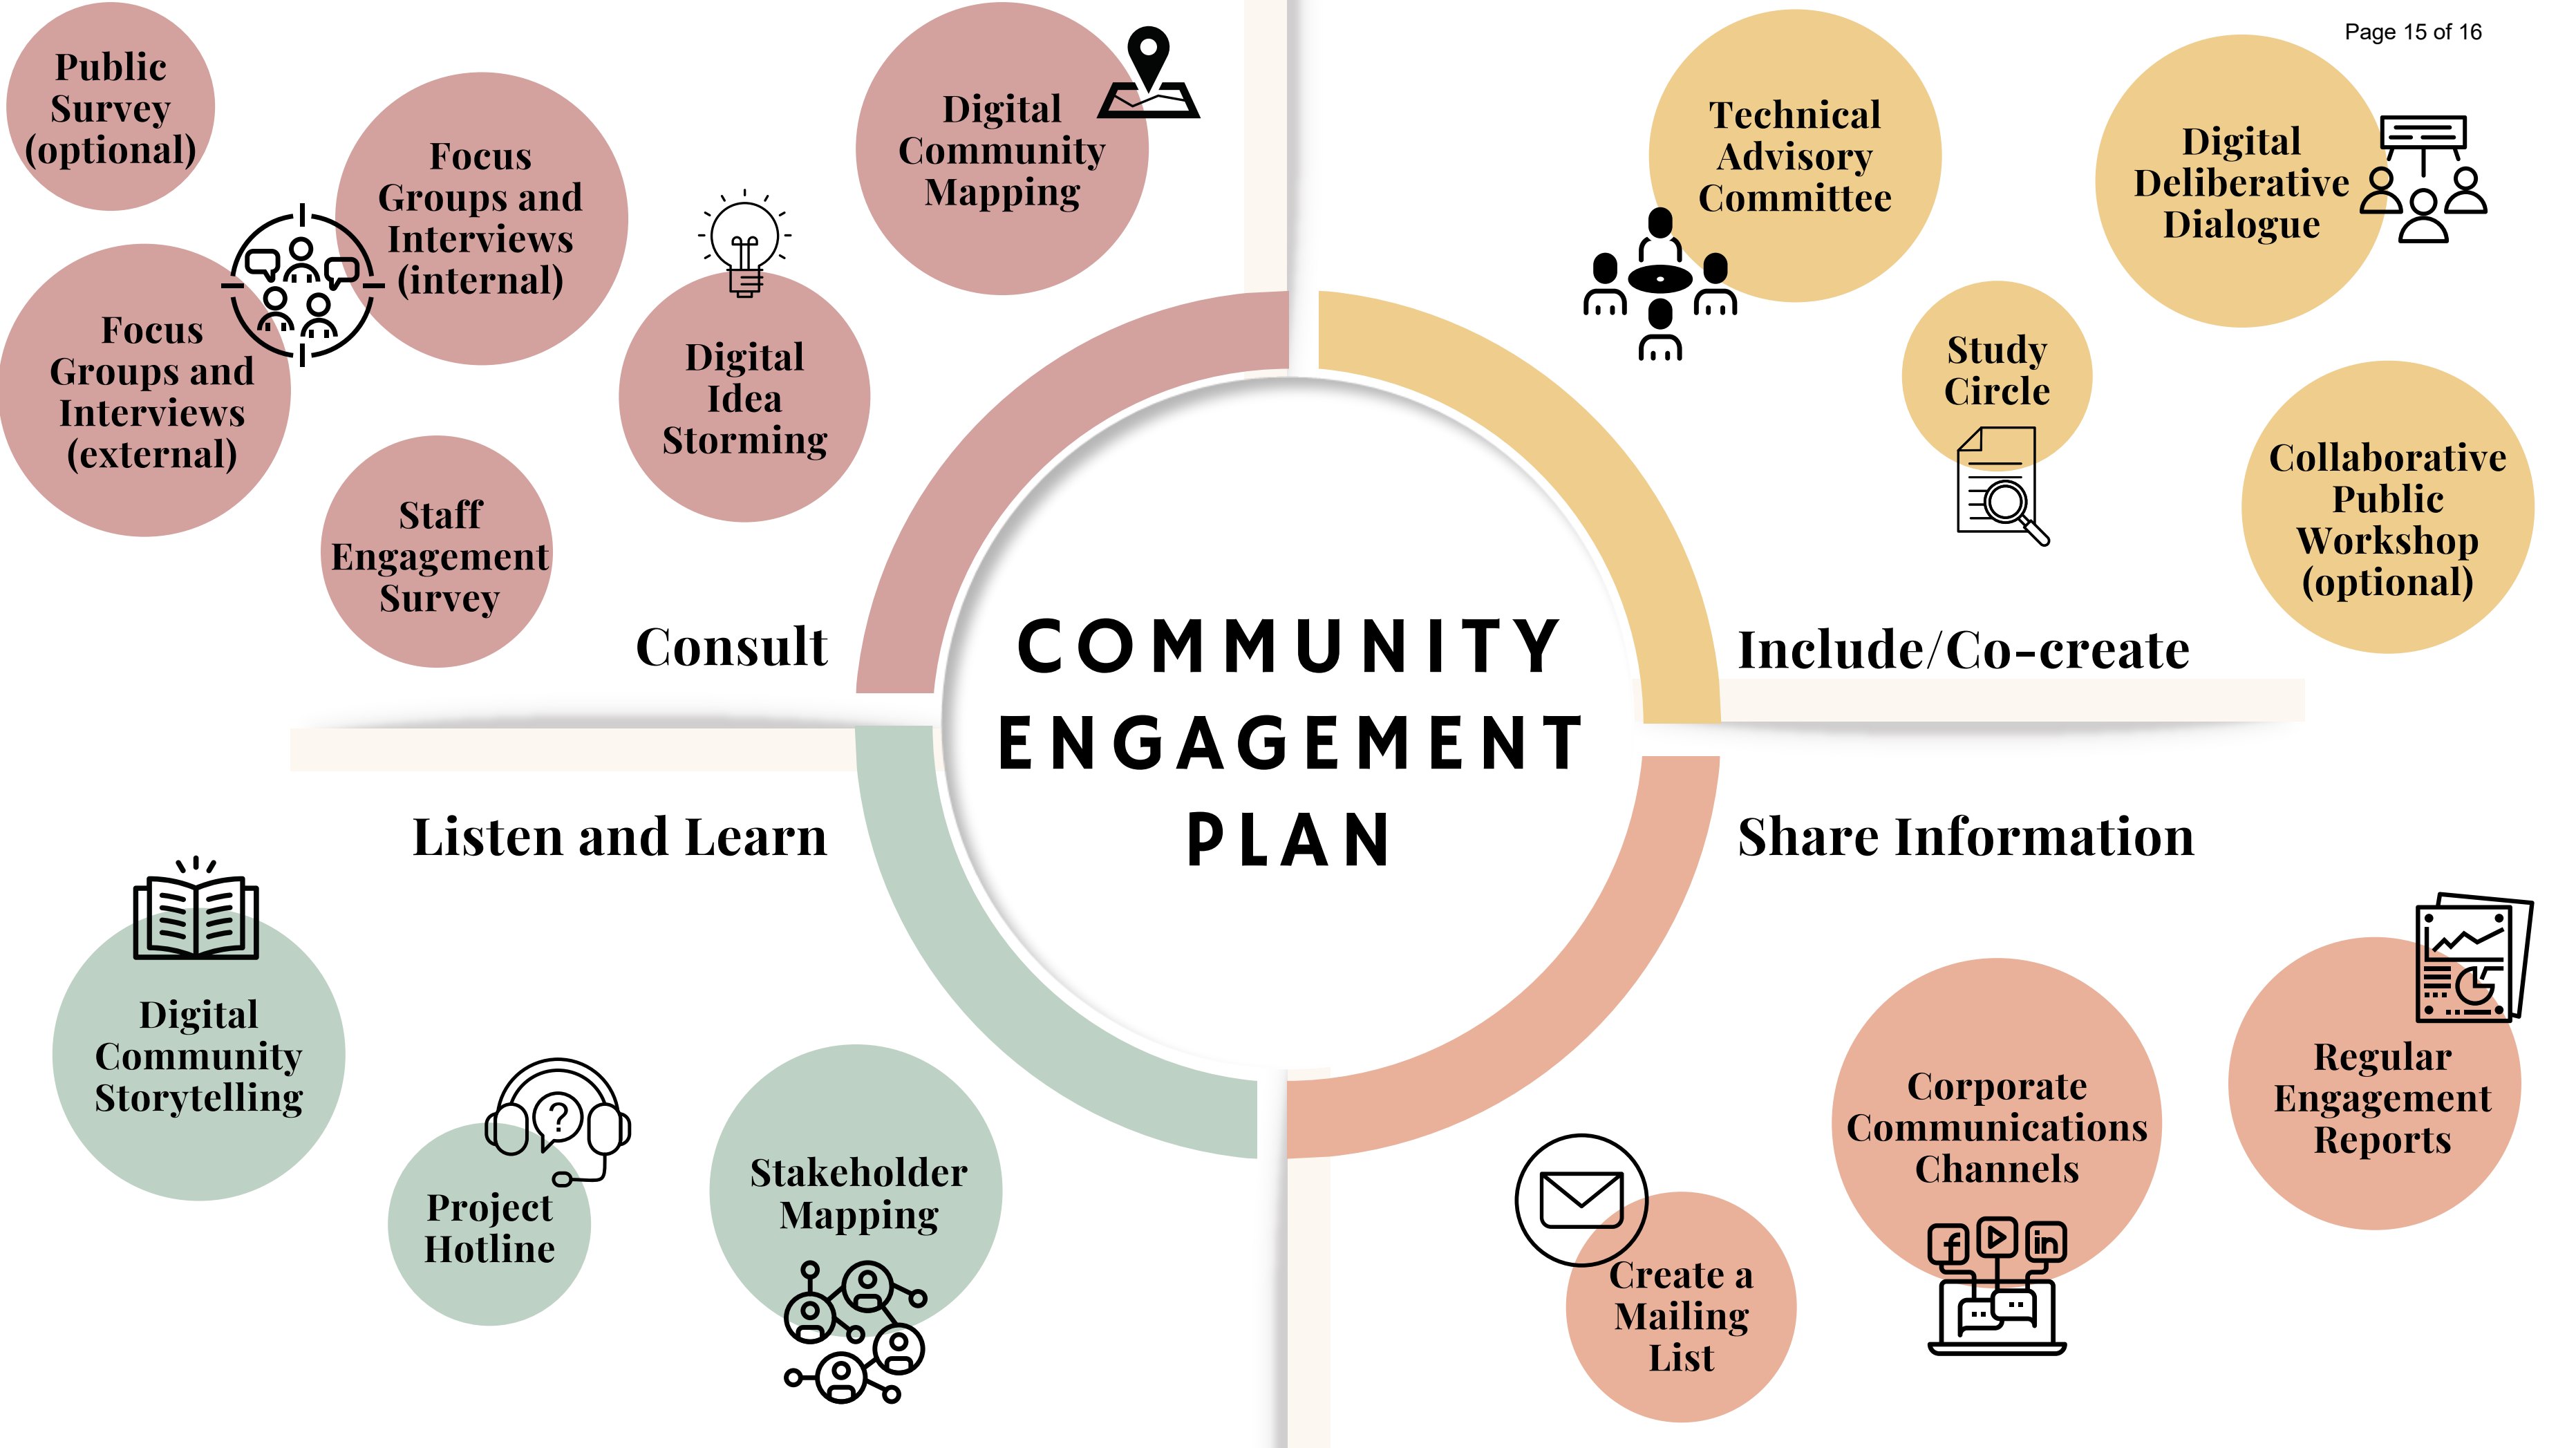 Page 15 of 16
Public
Survey
(optional)
Focus
Groups and
Interviews
(internal)
Digital
Community
Mapping
Focus
Groups and
Interviews
(external)
Digital
Idea
Storming
Staff
Engagement
Survey
Consult
Technical
Advisory
Committee
Digital
Deliberative
Dialogue
Study
Circle
Collaborative
Public
Workshop
(optional)
Include/Co-create
COMMUNITY
ENGAGEMENT
PLAN
Listen and Learn
Digital
Community
Storytelling
?
Project
Hotline
Stakeholder
Mapping
Share Information
Regular
Engagement
Reports
Corporate
Communications
Channels
f
in
Create a
Mailing
List